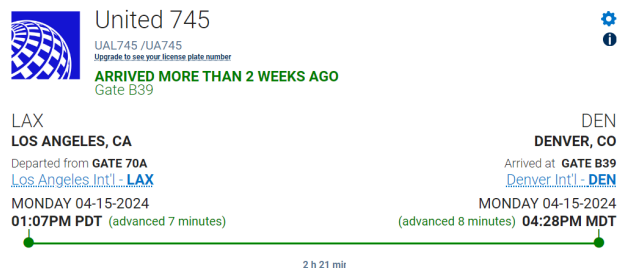 United 745
UAL745 /UA745
Upgrade to see your license plate number
ARRIVED MORE THAN 2 WEEKS AGO
Gate B39
LAX
DEN
LOS ANGELES, CA
DENVER, CO
Departed from GATE 70A
Arrived at GATE B39
Los Angeles Int'l - LAX
Denver Int'l - DEN
MONDAY 04-15-2024
MONDAY 04-15-2024
01:07PM PDT (advanced 7 minutes)
(advanced 8 minutes) 04:28PM MDT
2 h 21 min